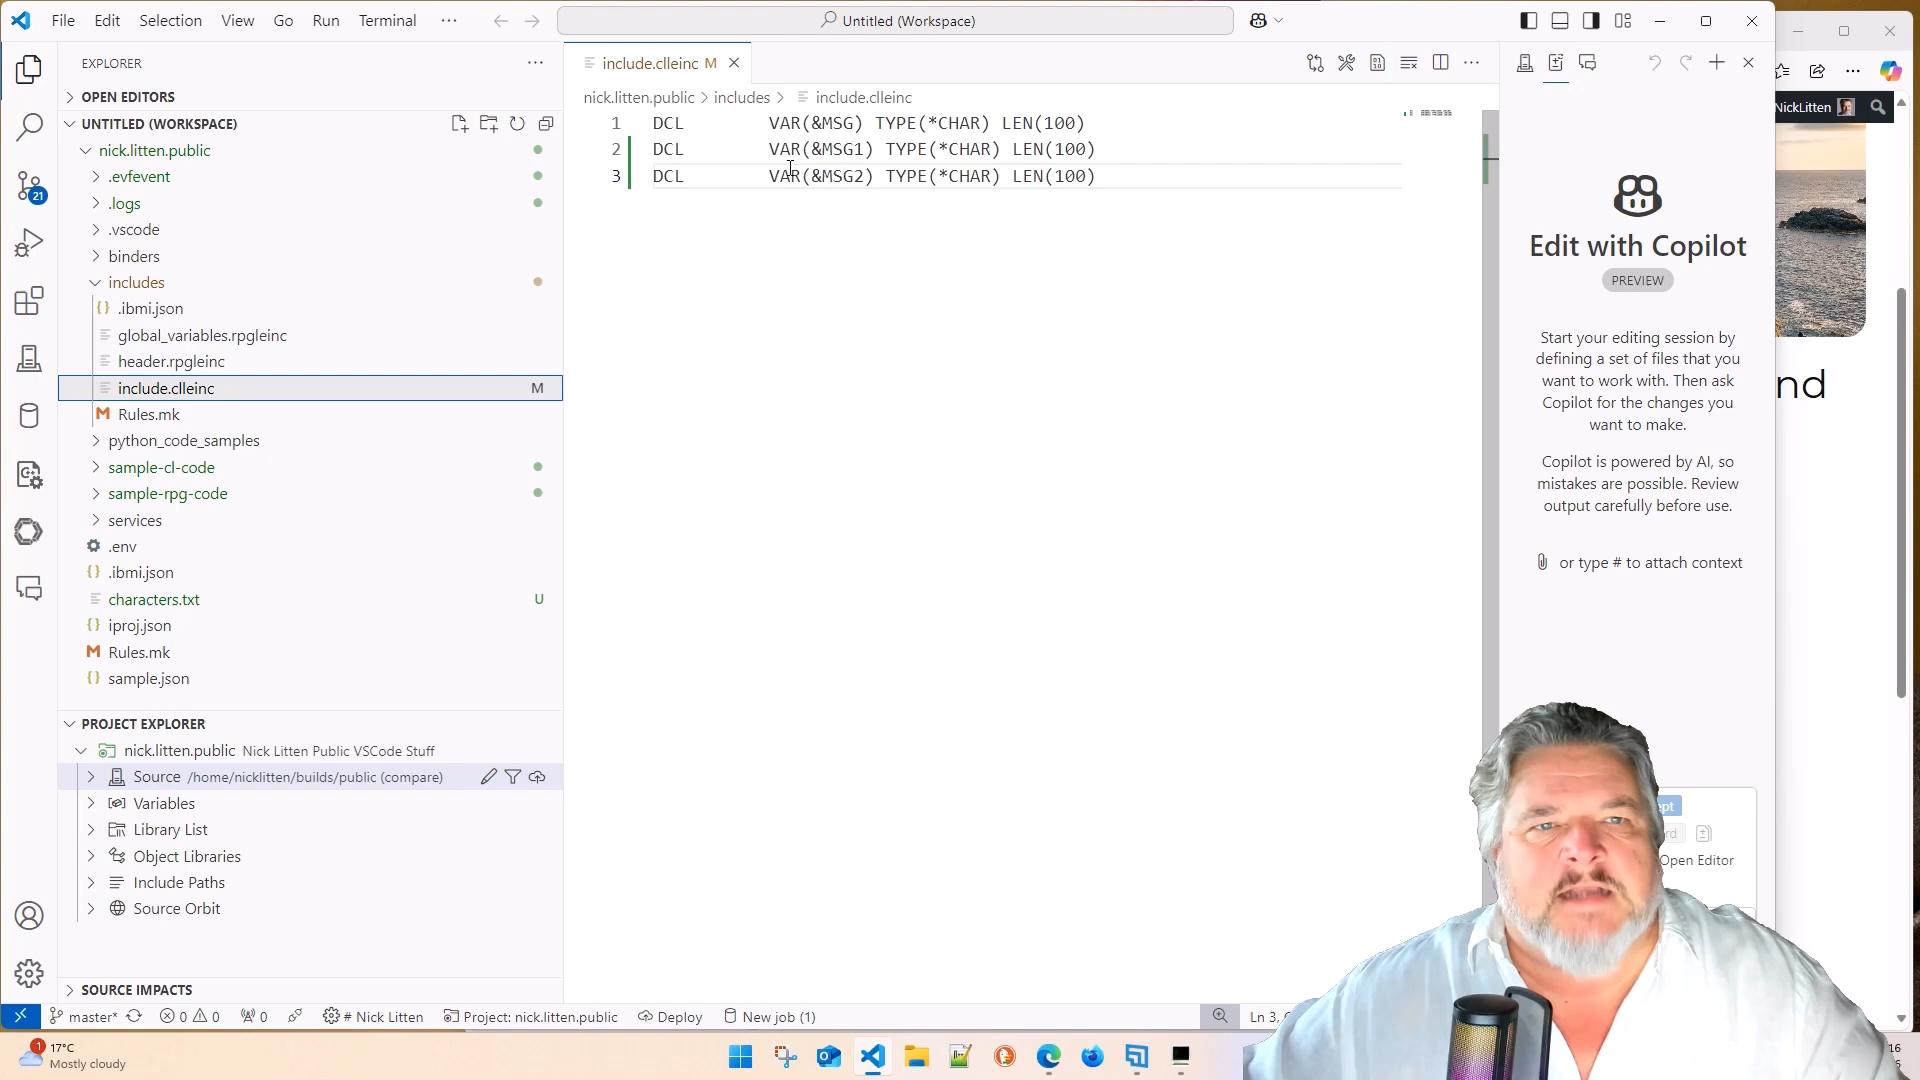 File Edit Selection View Go Run Terminal ···
Untitled (Workspace)
EXPLORER
OPEN EDITORS
UNTITLED (WORKSPACE)
nick.litten.public
.evfevent
.logs
.vscode
binders
includes
.ibmi.json
global_variables.rpgleinc
header.rpgleinc
include.clleinc M
Rules.mk
python_code_samples
sample-cl-code
sample-rpg-code
services
.env
.ibmi.json
characters.txt U
iproj.json
Rules.mk
sample.json
21
PROJECT EXPLORER
nick.litten.public Nick Litten Public VSCode Stuff
Source /home/nicklitten/builds/public (compare)
Variables
Library List
Object Libraries
Include Paths
Source Orbit
SOURCE IMPACTS
include.clleinc M
nick.litten.public > includes > include.clleinc
1 DCL VAR(&MSG) TYPE(*CHAR) LEN(100)
2 DCL VAR(&MSG1) TYPE(*CHAR) LEN(100)
3 DCL VAR(&MSG2) TYPE(*CHAR) LEN(100)
Edit with Copilot
PREVIEW
Start your editing session by
defining a set of files that you
want to work with. Then ask
Copilot for the changes you
want to make.
Copilot is powered by AI, so
mistakes are possible. Review
output carefully before use.
or type # to attach context
Open Editor
NickLitten
nd
master* 0 0 0 # Nick Litten Project: nick.litten.public Deploy New job (1)
Ln 3,
1
17°C
Mostly cloudy